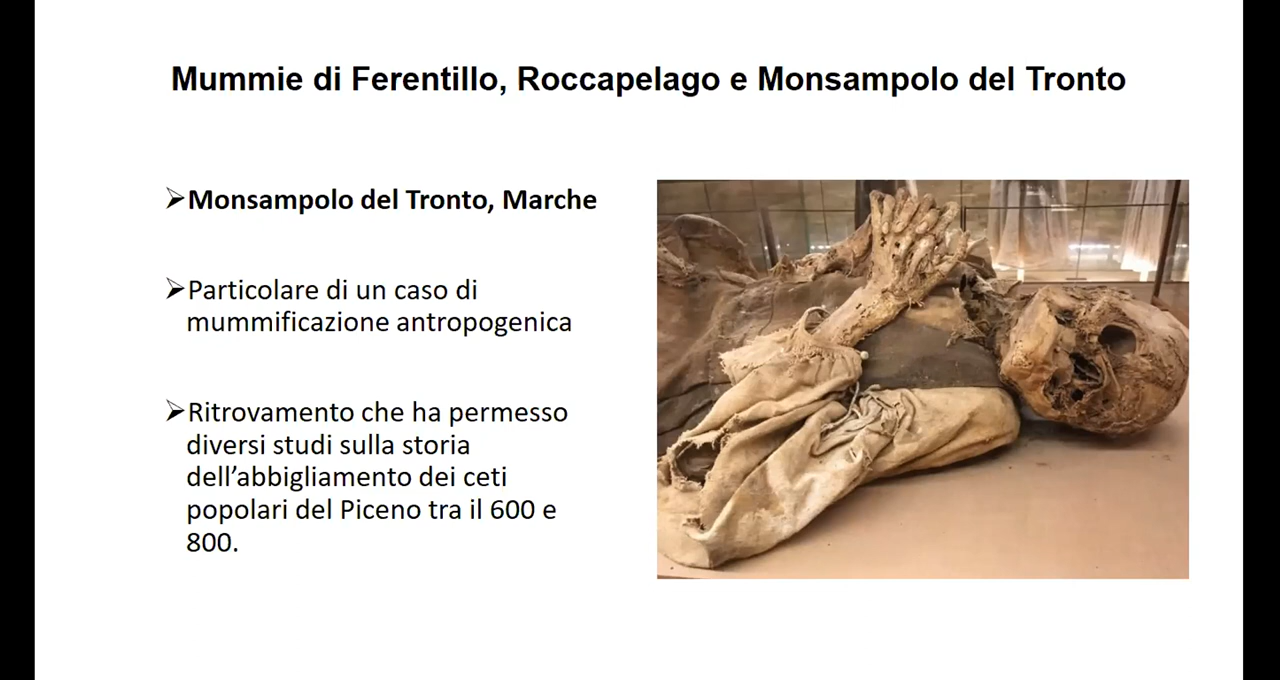 Mummie di Ferentillo, Roccapelago e Monsampolo del Tronto
➢Monsampolo del Tronto, Marche
➢Particolare di un caso di
mummificazione antropogenica
➢Ritrovamento che ha permesso
diversi studi sulla storia
dell’abbigliamento dei ceti
popolari del Piceno tra il 600 e
800.